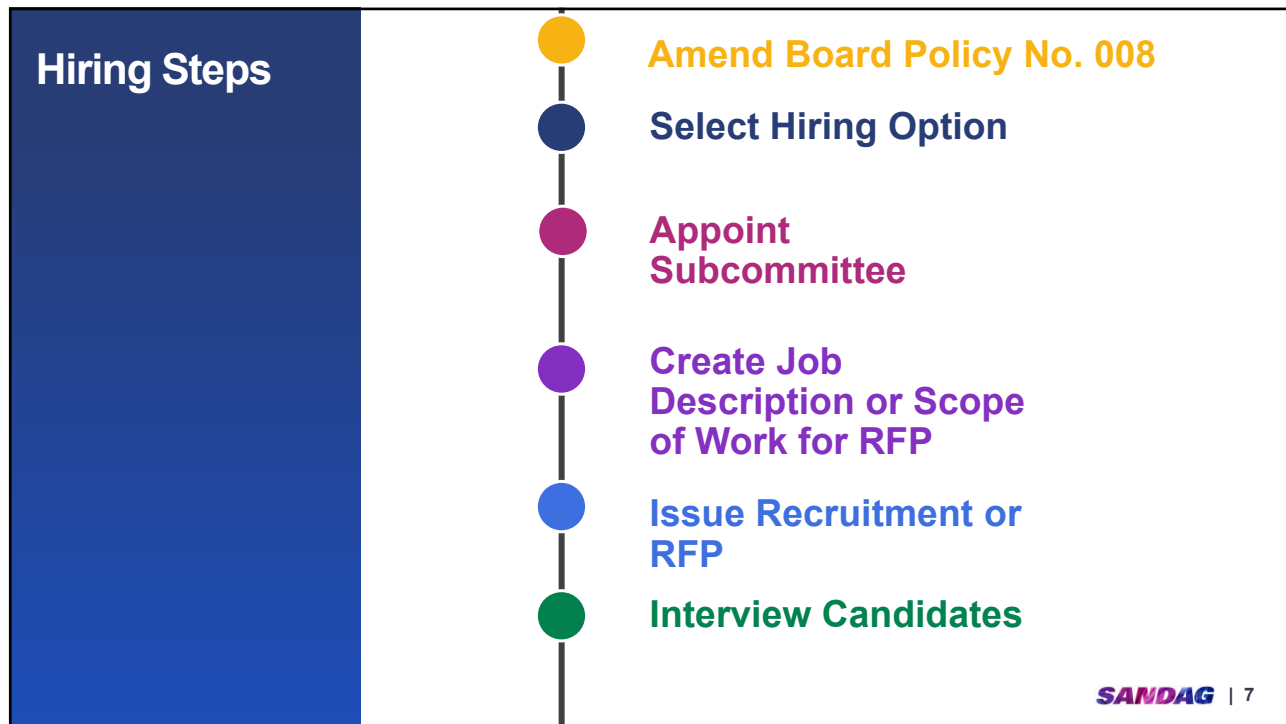 Hiring Steps
Amend Board Policy No. 008
Select Hiring Option
Appoint
Subcommittee
Create Job
Description or Scope
of Work for RFP
Issue Recruitment or
RFP
Interview Candidates
SANDAG | 7